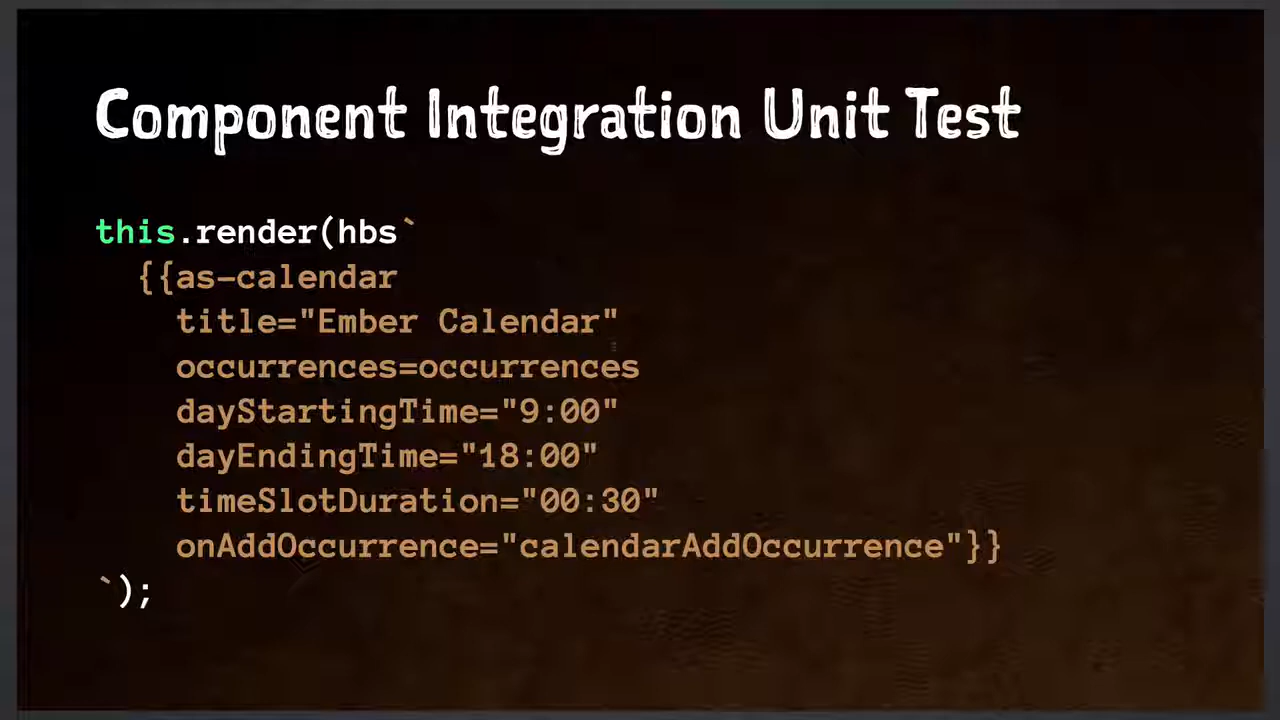 Component Integration Unit Test
this.render(hbs`
{{as-calendar
title="Ember Calendar"
occurrences=occurrences
dayStartingTime="9:00"
dayEndingTime="18:00"
timeSlotDuration="00:30"
onAddOccurrence="calendarAddOccurrence"}}
`);